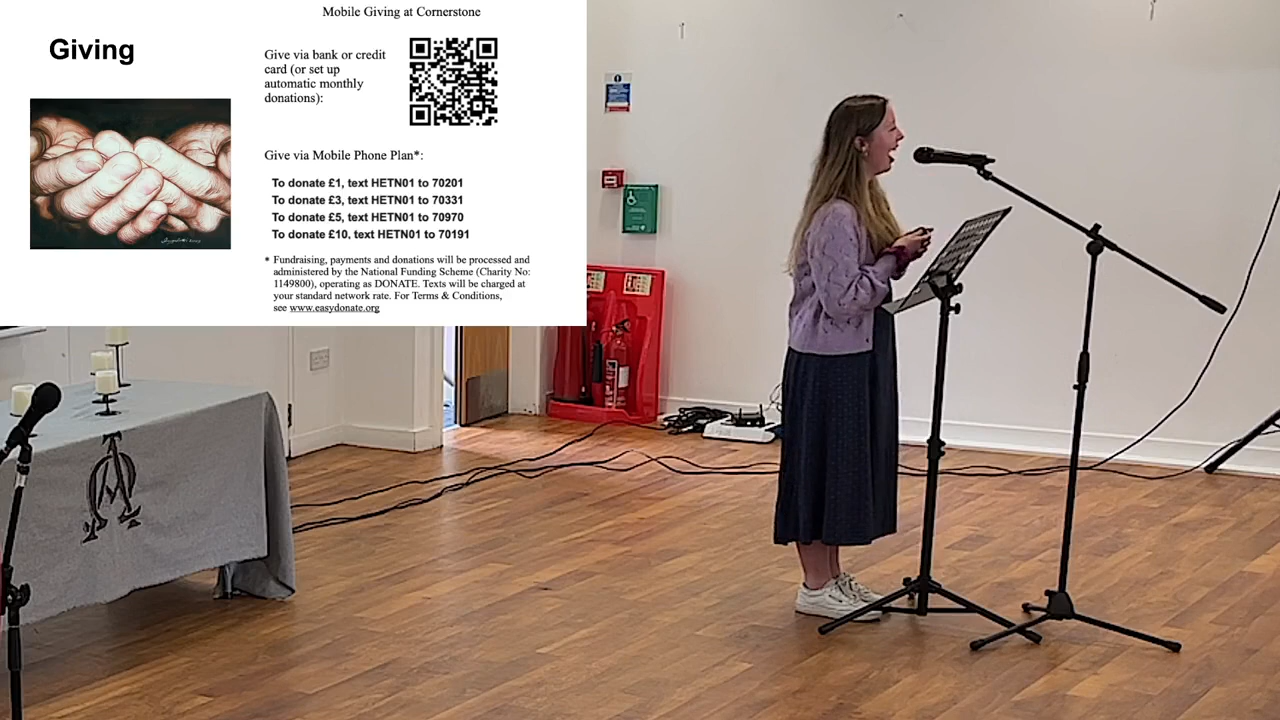 Mobile Giving at Cornerstone
Giving
Give via bank or credit
card (or set up
automatic monthly
donations):
Give via Mobile Phone Plan*:
To donate £1, text HETN01 to 70201
To donate £3, text HETN01 to 70331
To donate £5, text HETN01 to 70970
To donate £10, text HETN01 to 70191
* Fundraising, payments and donations will be processed and
administered by the National Funding Scheme (Charity No:
1149800), operating as DONATE. Texts will be charged at
your standard network rate. For Terms & Conditions,
see www.easydonate.org